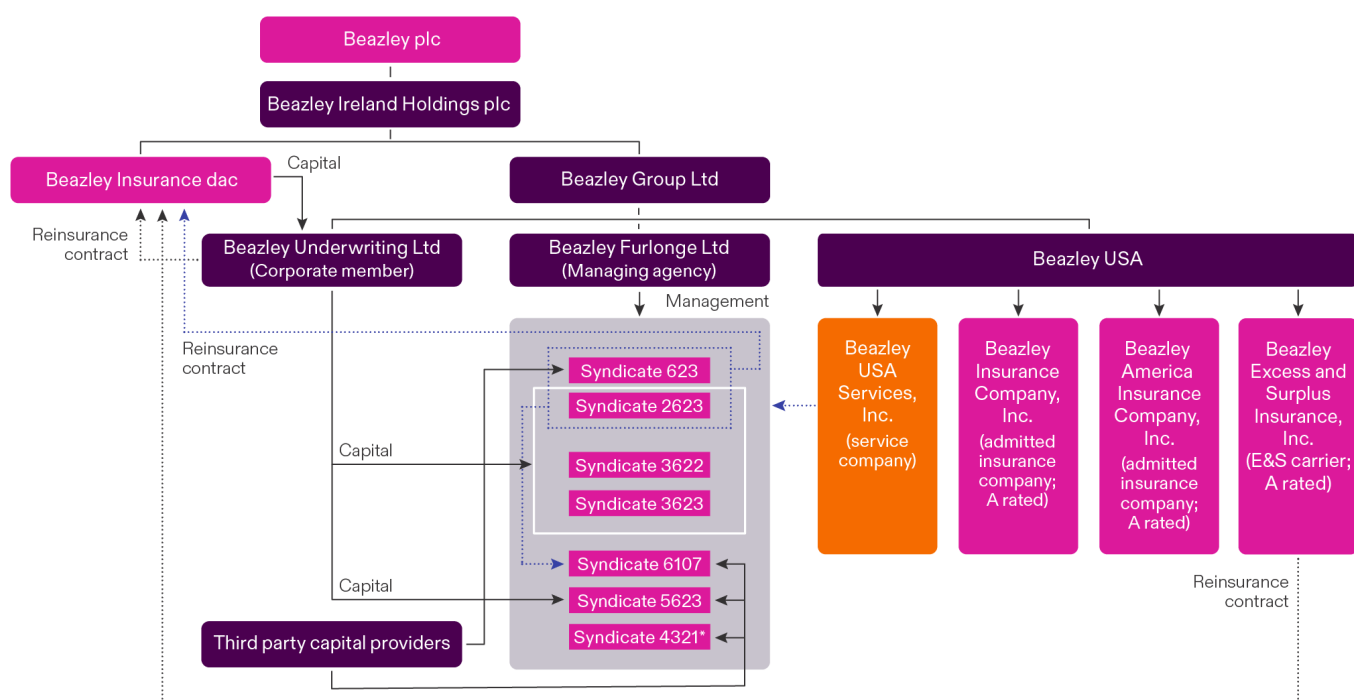 Beazley plc
Beazley Ireland Holdings plc
Capital
Beazley Insurance dac
Beazley Group Ltd
Reinsurance
contract
Beazley Underwriting Ltd
(Corporate member)
Beazley Furlonge Ltd
(Managing agency)
Beazley USA
Management
Reinsurance
contract
Syndicate 623
Syndicate 2623
Capital
Syndicate 3622
Syndicate 3623
Syndicate 6107
Capital
Syndicate 5623
Syndicate 4321*
Third party capital providers
Beazley
USA
Services,
Inc.
(service
company)
Beazley
Insurance
Company,
Inc.
(admitted
insurance
company;
A rated)
Beazley
America
Insurance
Company,
Inc.
(admitted
insurance
company;
A rated)
Beazley
Excess and
Surplus
Insurance,
Inc.
(E&S carrier;
A rated)
Reinsurance
contract